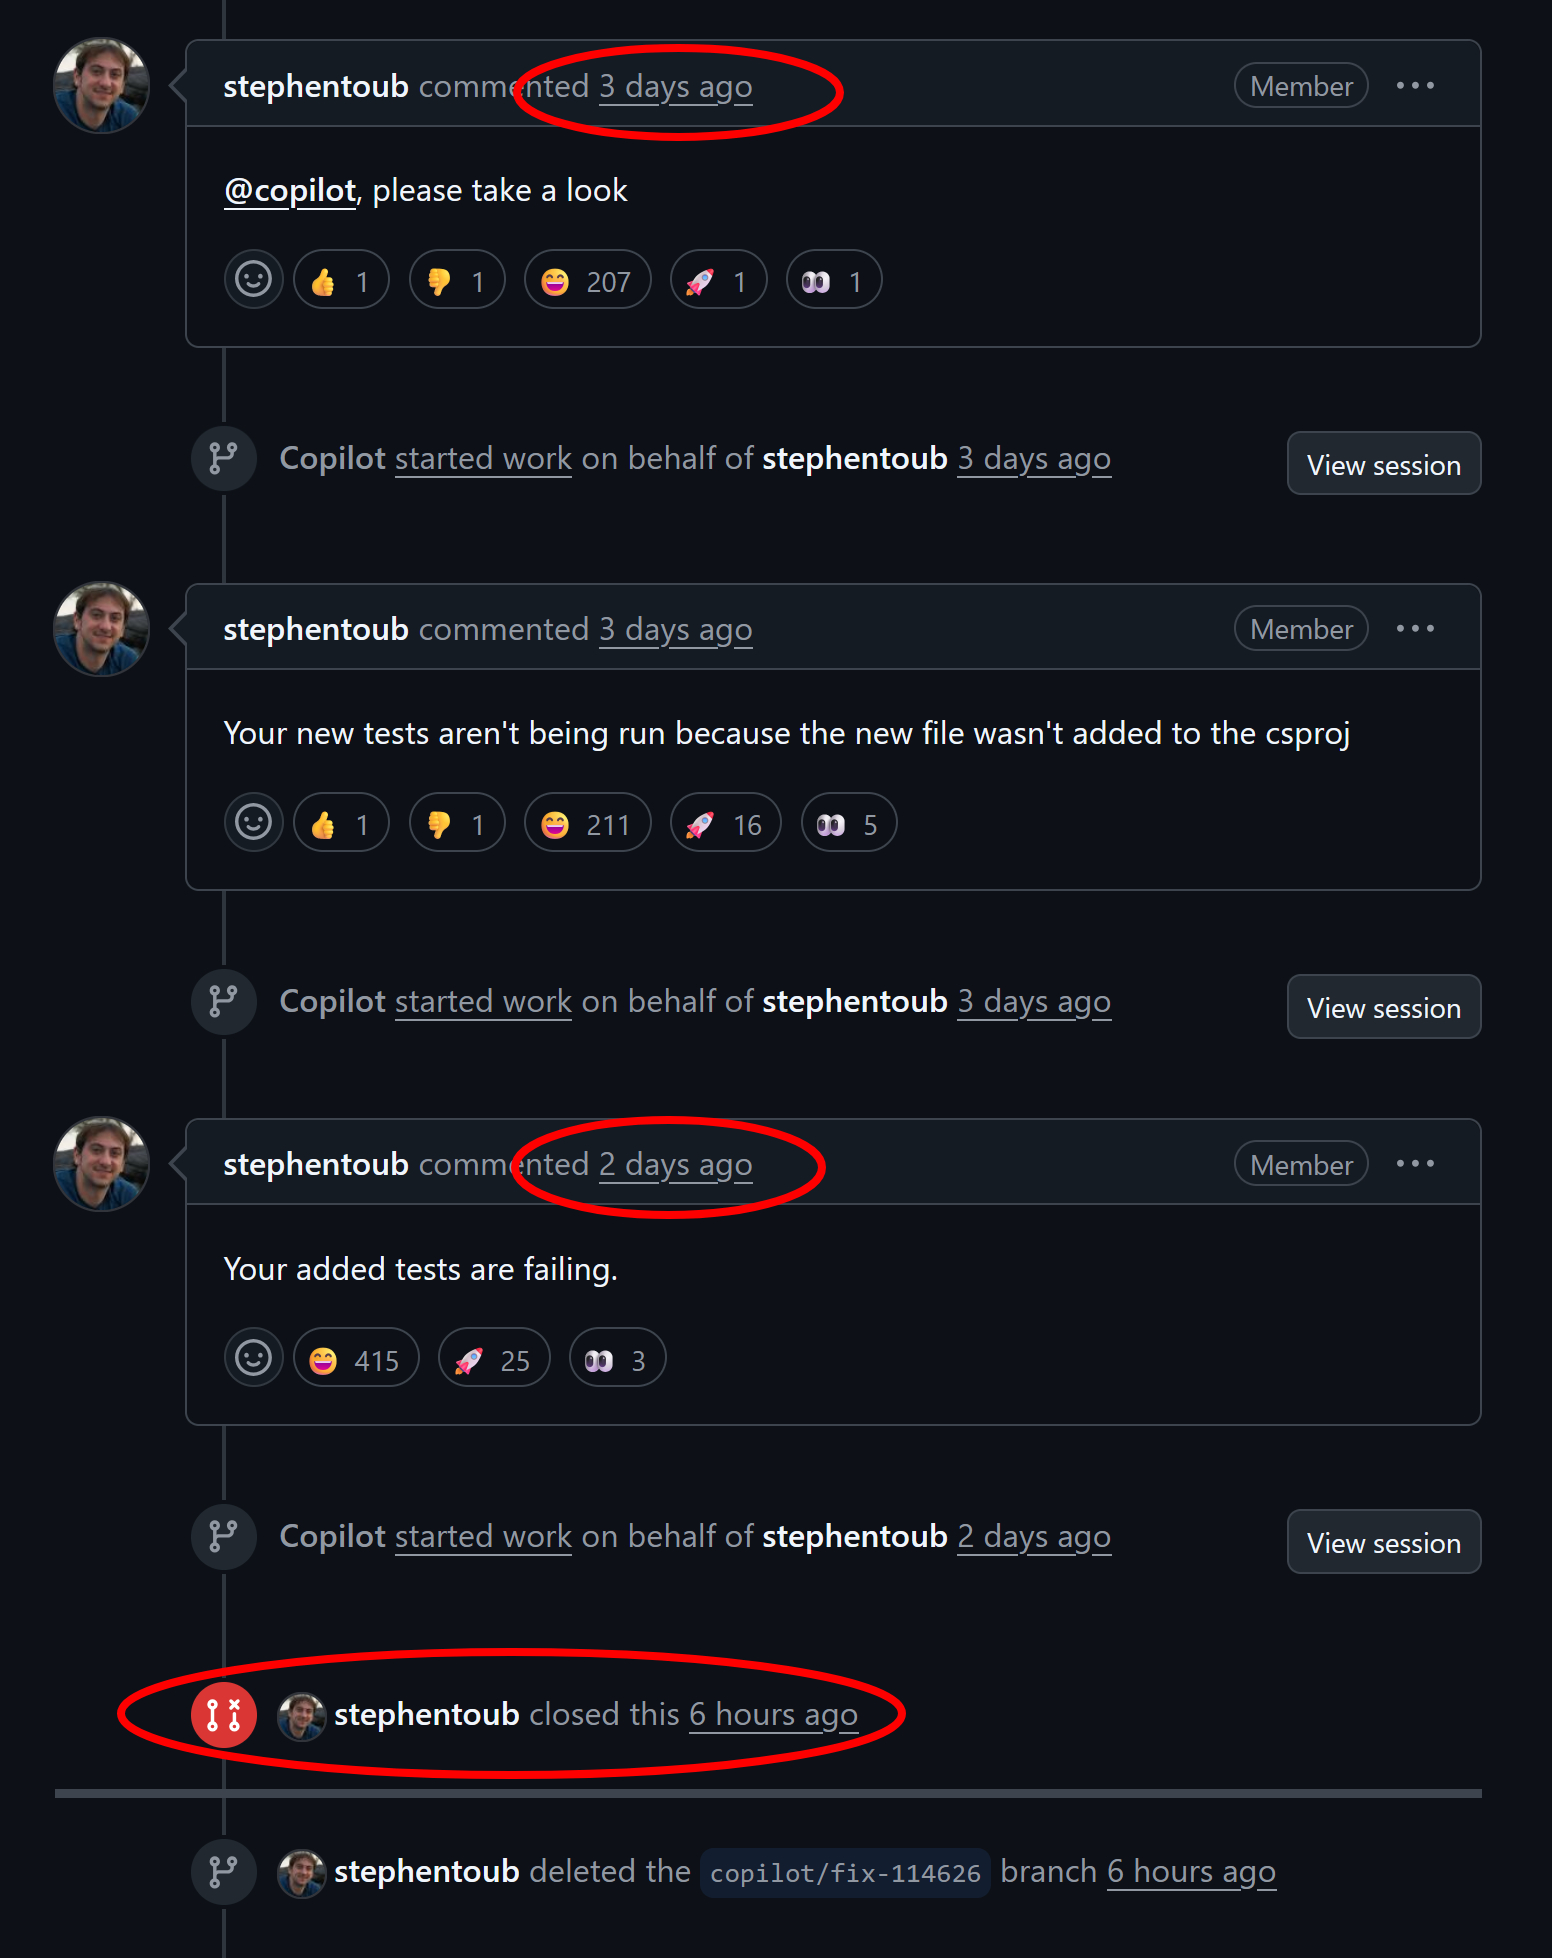 stephentoub commented 3 days ago Member
@copilot, please take a look
👍 1 👎 1 😄 207 🚀 1 👀 1
Copilot started work on behalf of stephentoub 3 days ago View session
stephentoub commented 3 days ago Member
Your new tests aren't being run because the new file wasn't added to the csproj
👍 1 👎 1 😄 211 🚀 16 👀 5
Copilot started work on behalf of stephentoub 3 days ago View session
stephentoub commented 2 days ago Member
Your added tests are failing.
😄 415 🚀 25 👀 3
Copilot started work on behalf of stephentoub 2 days ago View session
stephentoub closed this 6 hours ago
stephentoub deleted the copilot/fix-114626 branch 6 hours ago